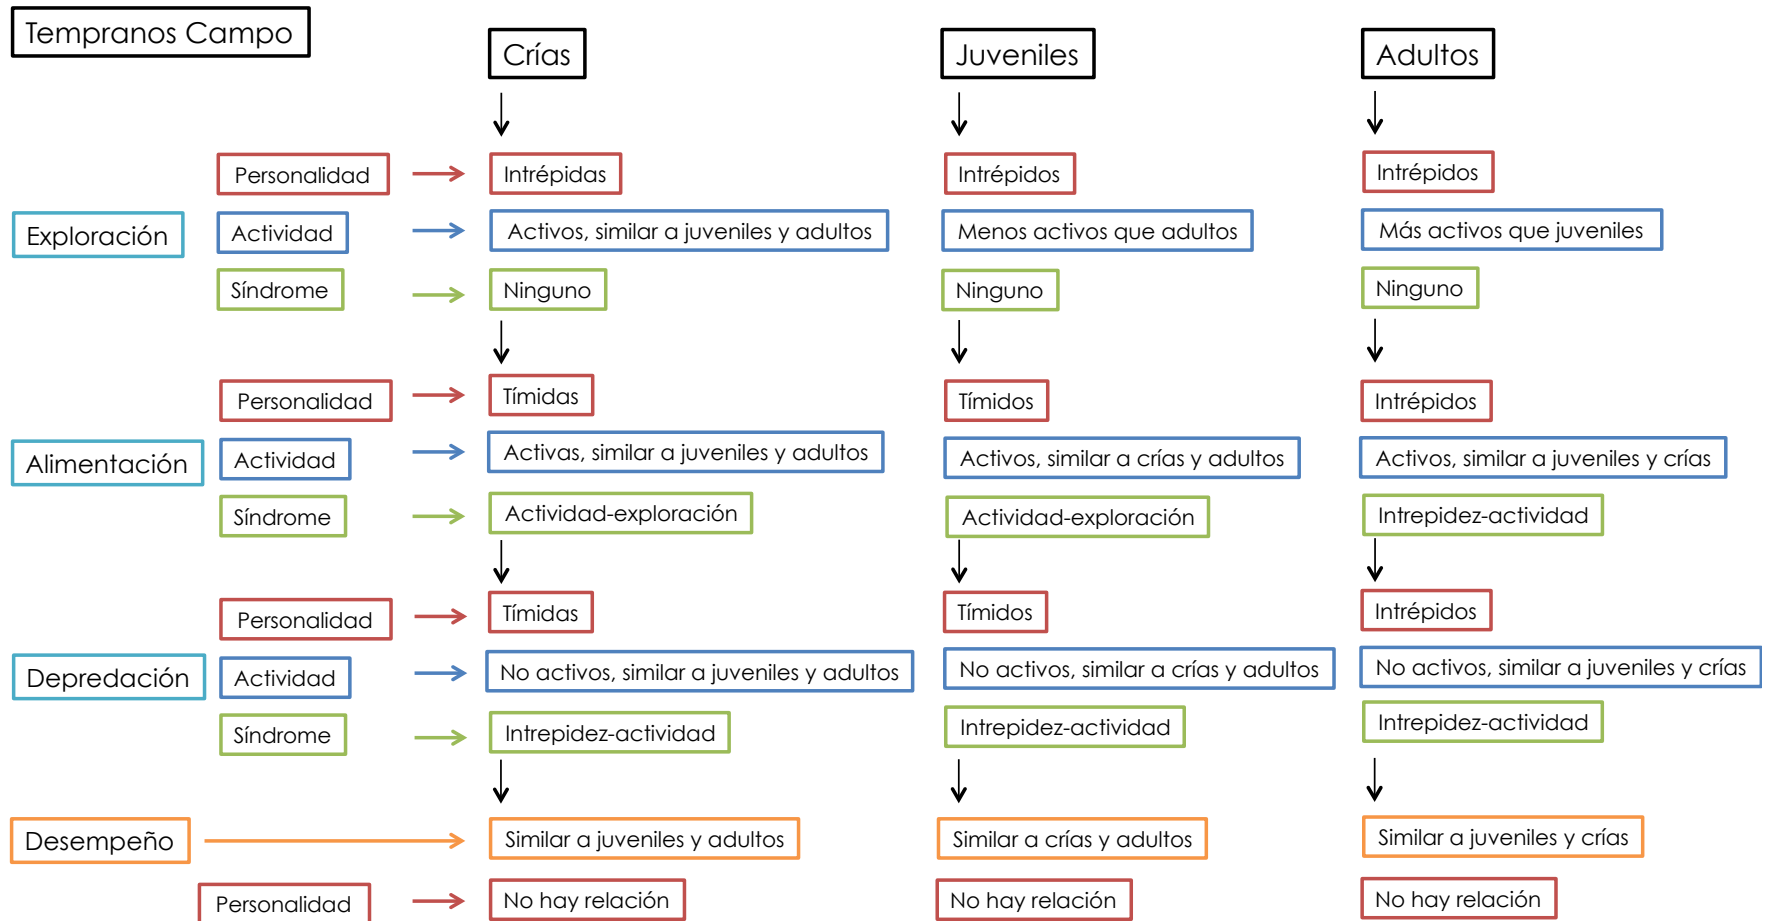 Tempranos Campo
Crías
Juveniles
Adultos
Personalidad
Intrépidas
Intrépidos
Intrépidos
Exploración
Actividad
Activos, similar a juveniles y adultos
Menos activos que adultos
Más activos que juveniles
Síndrome
Ninguno
Ninguno
Ninguno
Personalidad
Tímidas
Tímidos
Intrépidos
Alimentación
Actividad
Activas, similar a juveniles y adultos
Activos, similar a crías y adultos
Activos, similar a juveniles y crías
Síndrome
Actividad-exploración
Actividad-exploración
Intrepidez-actividad
Personalidad
Tímidas
Tímidos
Intrépidos
Depredación
Actividad
No activos, similar a juveniles y adultos
No activos, similar a crías y adultos
No activos, similar a juveniles y crías
Síndrome
Intrepidez-actividad
Intrepidez-actividad
Intrepidez-actividad
Desempeño
Similar a juveniles y adultos
Similar a crías y adultos
Similar a juveniles y crías
Personalidad
No hay relación
No hay relación
No hay relación